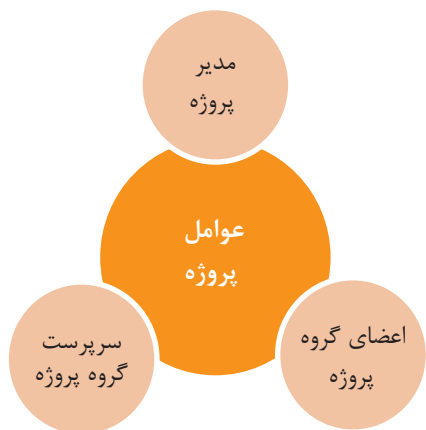 مدیر
پروژه
عوامل
پروژه
اعضای گروه
پروژه
سرپرست
گروه پروژه